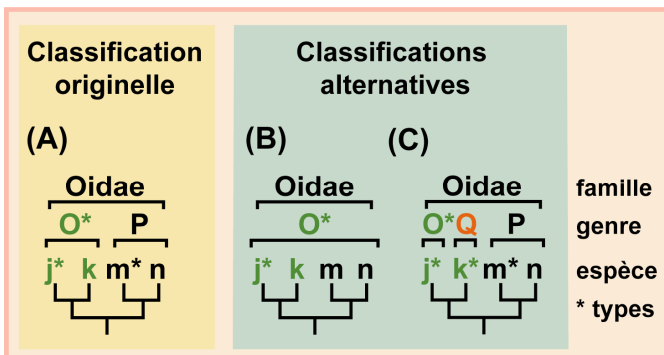 Classification
originelle
Classifications
alternatives
(A)
(B)
(C)
Oidae
Oidae
Oidae
famille
O* P
O*
O* Q P
genre
j* k m* n
j* k m n
j* k* m* n
espèce
* types